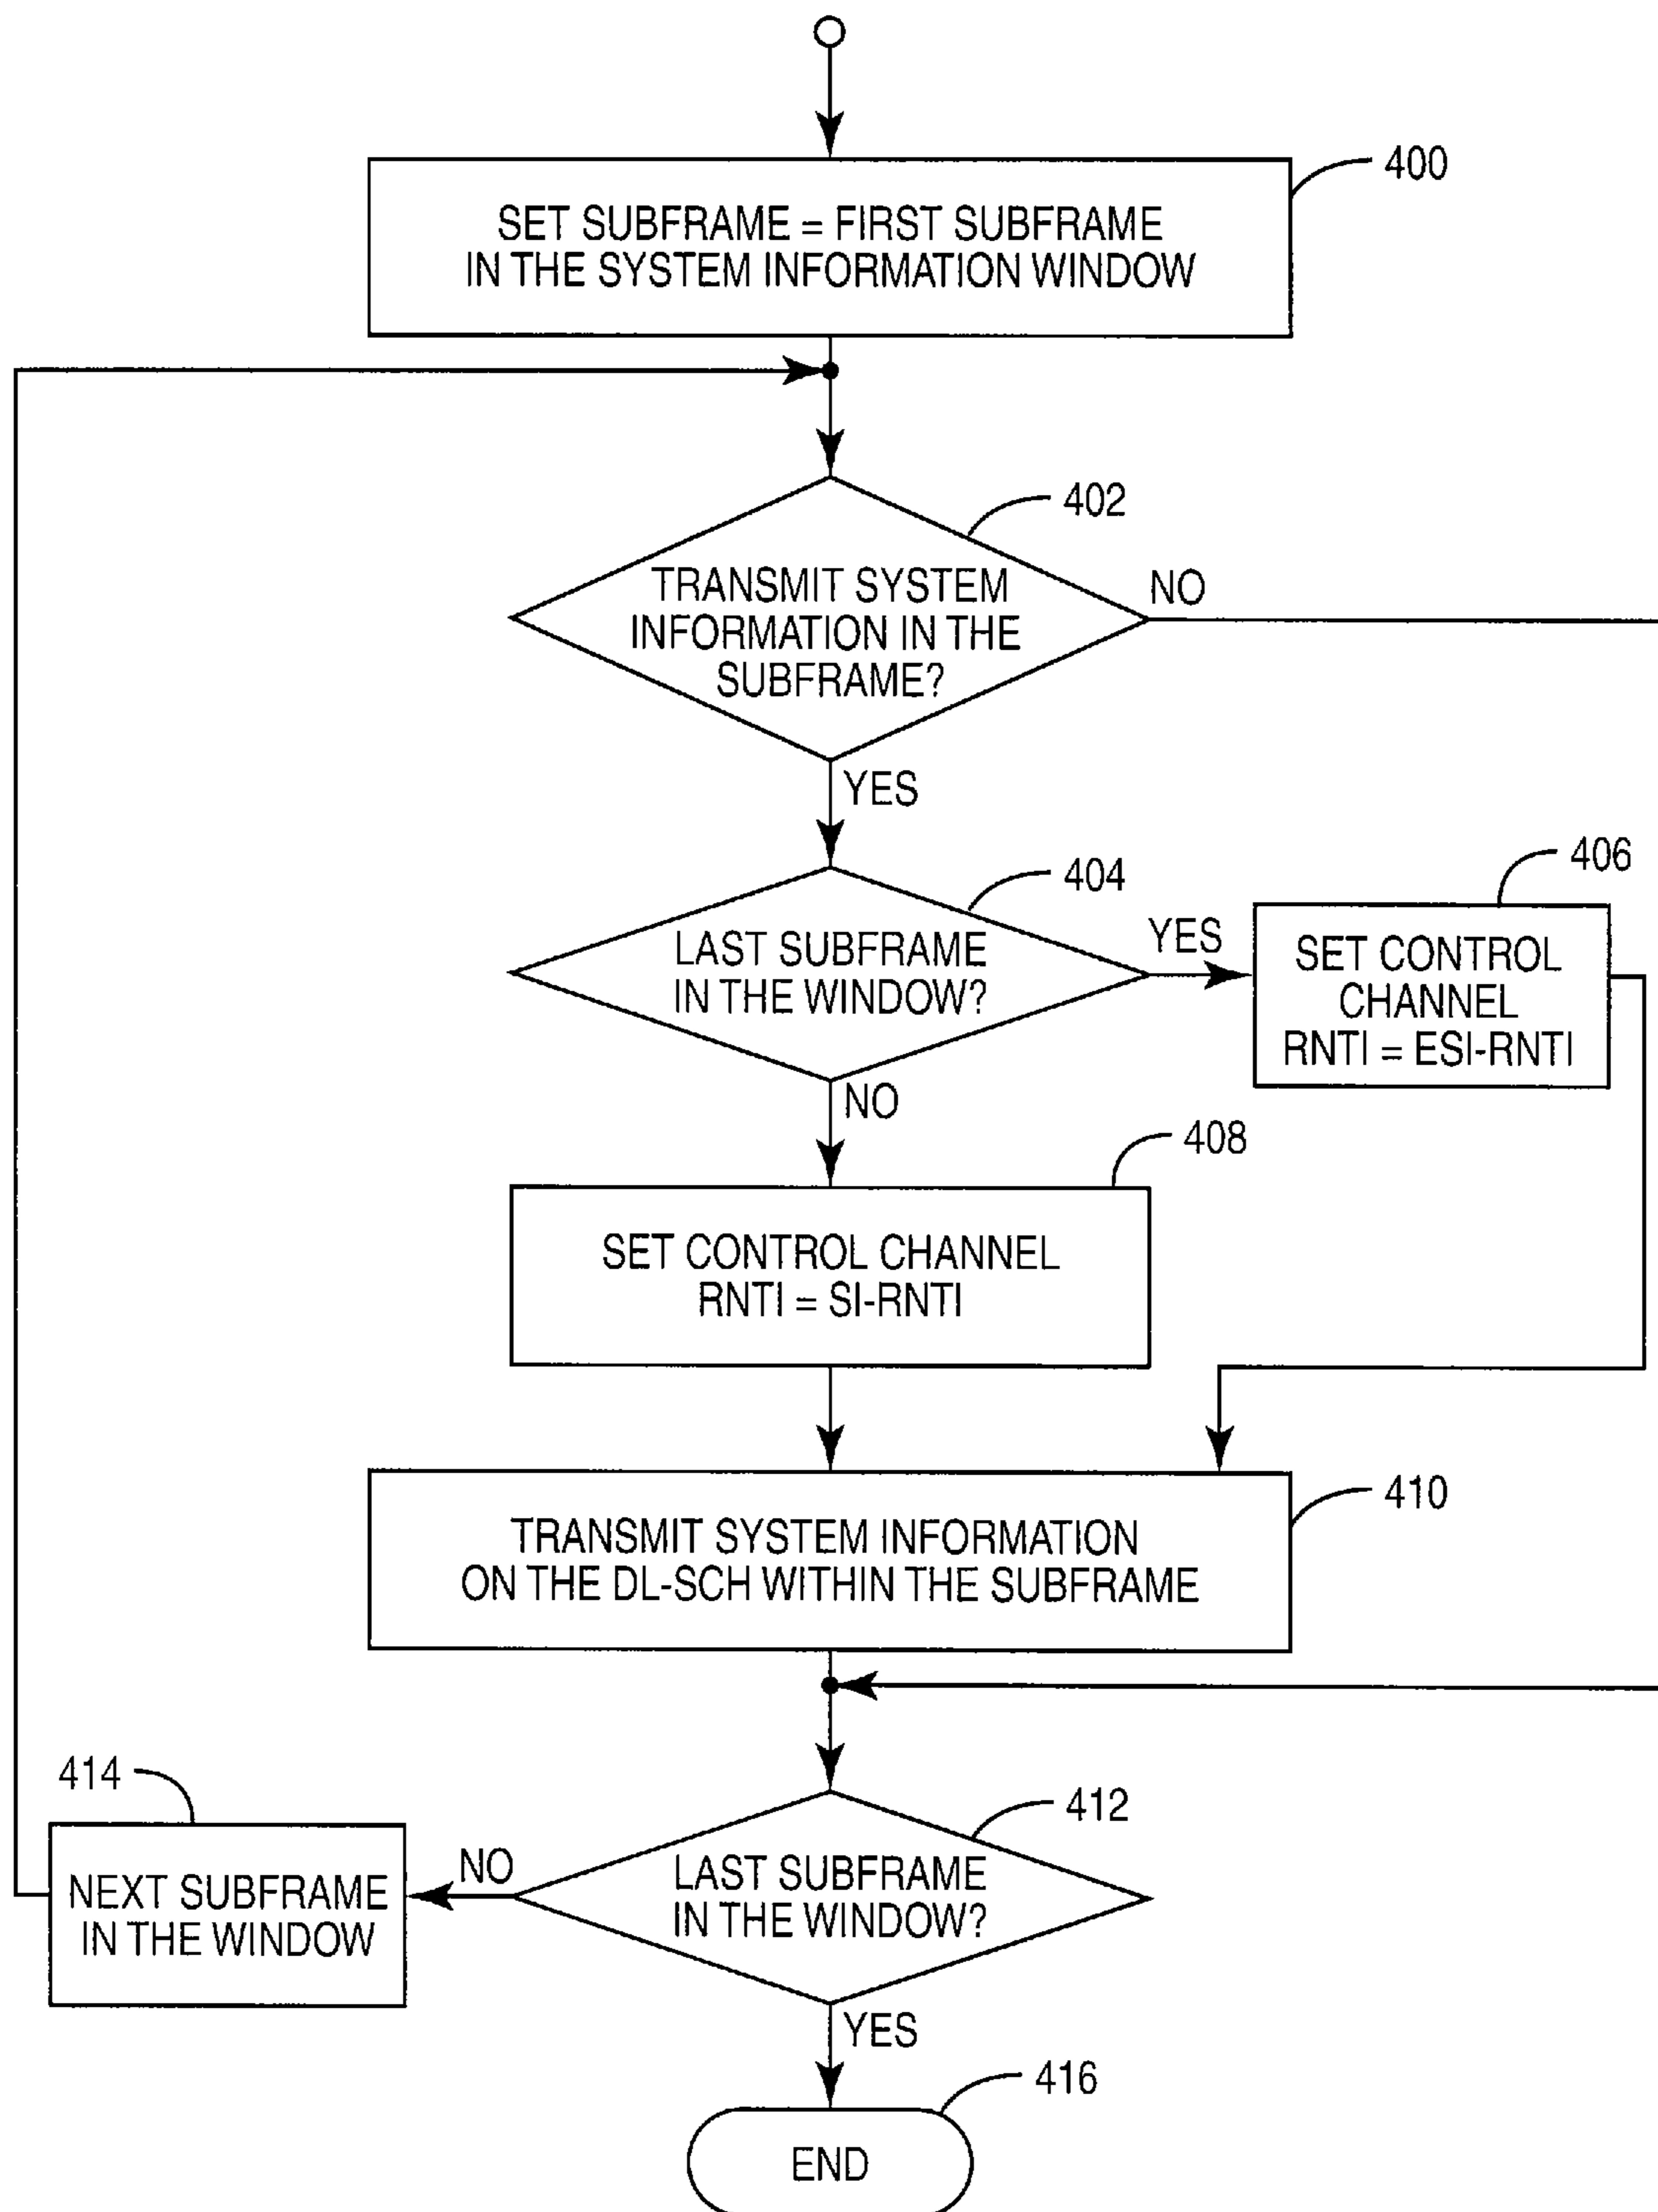 400
SET SUBFRAME = FIRST SUBFRAME
IN THE SYSTEM INFORMATION WINDOW
402
TRANSMIT SYSTEM
INFORMATION IN THE
SUBFRAME?
NO
YES
404
LAST SUBFRAME
IN THE WINDOW?
YES
406
SET CONTROL
CHANNEL
RNTI = ESI-RNTI
NO
408
SET CONTROL CHANNEL
RNTI = SI-RNTI
410
TRANSMIT SYSTEM INFORMATION
ON THE DL-SCH WITHIN THE SUBFRAME
412
LAST SUBFRAME
IN THE WINDOW?
NO
414
NEXT SUBFRAME
IN THE WINDOW
YES
416
END